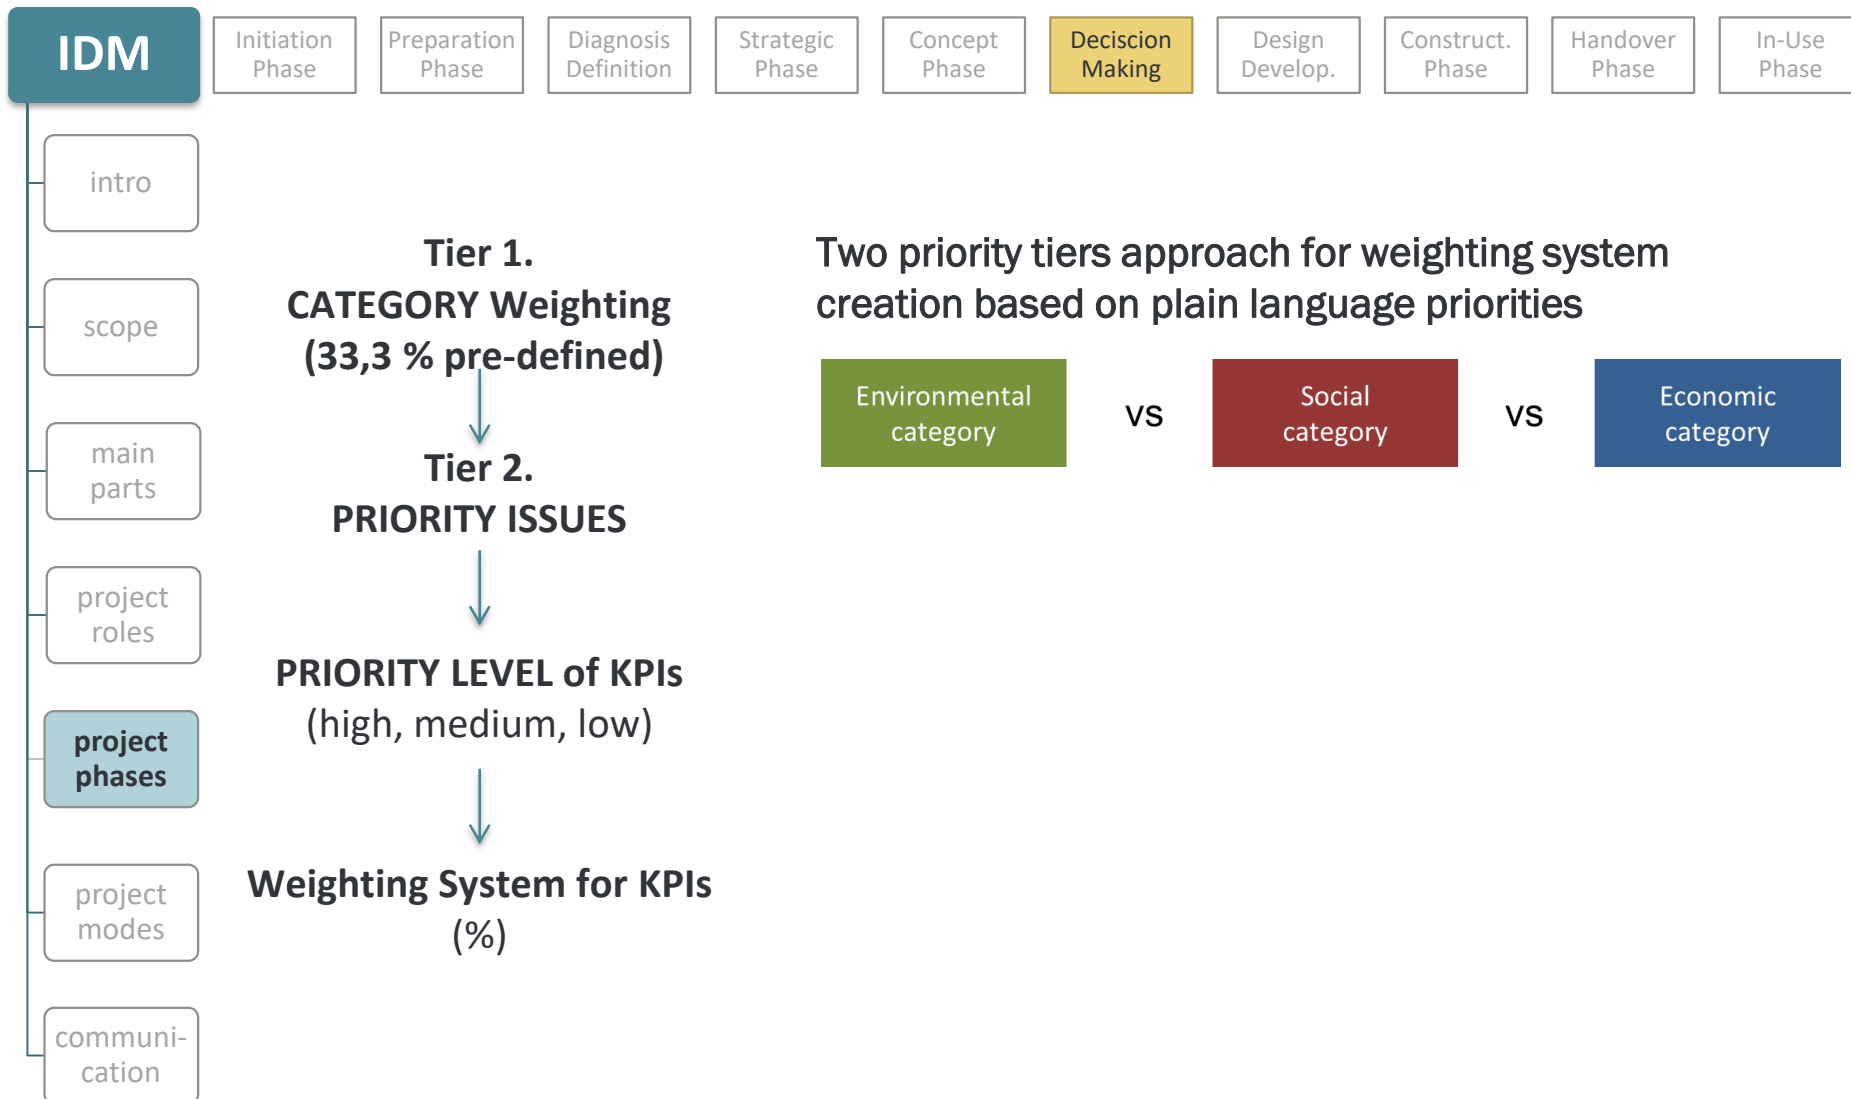 IDM
Initiation
Phase
Preparation
Phase
Diagnosis
Definition
Strategic
Phase
Concept
Phase
Deciscion
Making
Design
Develop.
Construct.
Phase
Handover
Phase
In-Use
Phase
intro
scope
main
parts
project
roles
project
phases
project
modes
communi-
cation
Tier 1.
CATEGORY Weighting
(33,3 % pre-defined)
Tier 2.
PRIORITY ISSUES
PRIORITY LEVEL of KPIs
(high, medium, low)
Weighting System for KPIs
(%)
Two priority tiers approach for weighting system
creation based on plain language priorities
Environmental
category
vs
Social
category
vs
Economic
category